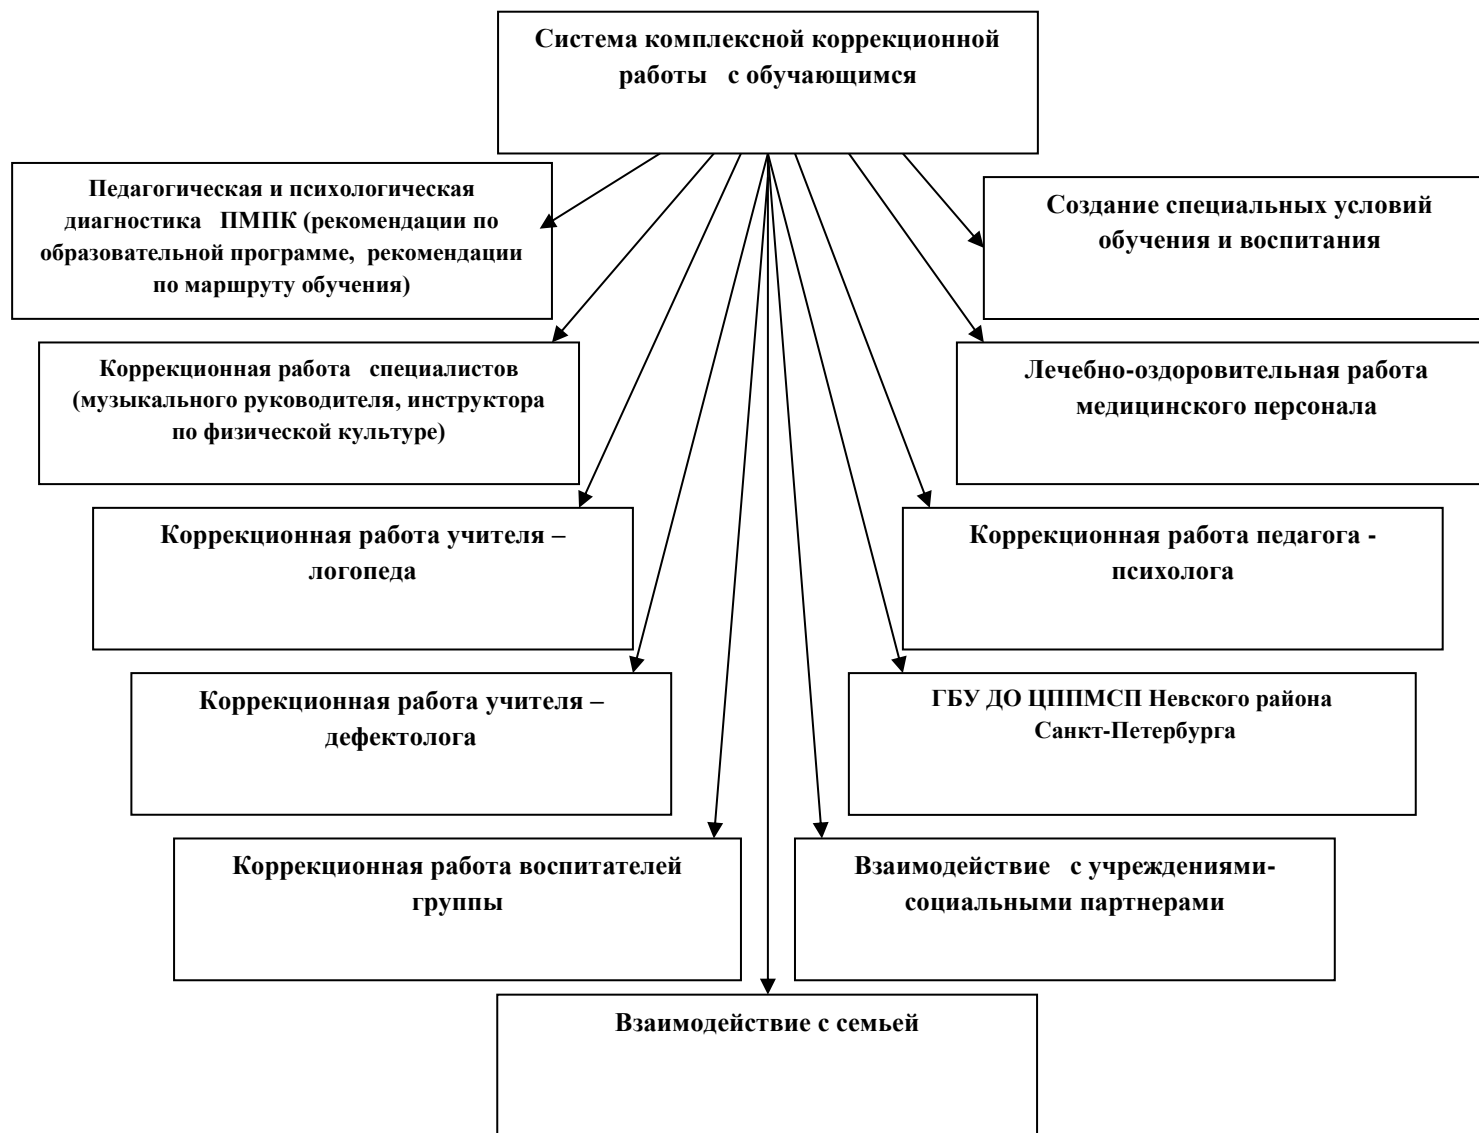 Система комплексной коррекционной
работы с обучающимся
Педагогическая и психологическая
диагностика ПМПК (рекомендации по
образовательной программе, рекомендации
по маршруту обучения)
Создание специальных условий
обучения и воспитания
Коррекционная работа специалистов
(музыкального руководителя, инструктора
по физической культуре)
Лечебно-оздоровительная работа
медицинского персонала
Коррекционная работа учителя –
логопеда
Коррекционная работа педагога -
психолога
Коррекционная работа учителя –
дефектолога
ГБУ ДО ЦППМСП Невского района
Санкт-Петербурга
Коррекционная работа воспитателей
группы
Взаимодействие с учреждениями-
социальными партнерами
Взаимодействие с семьей